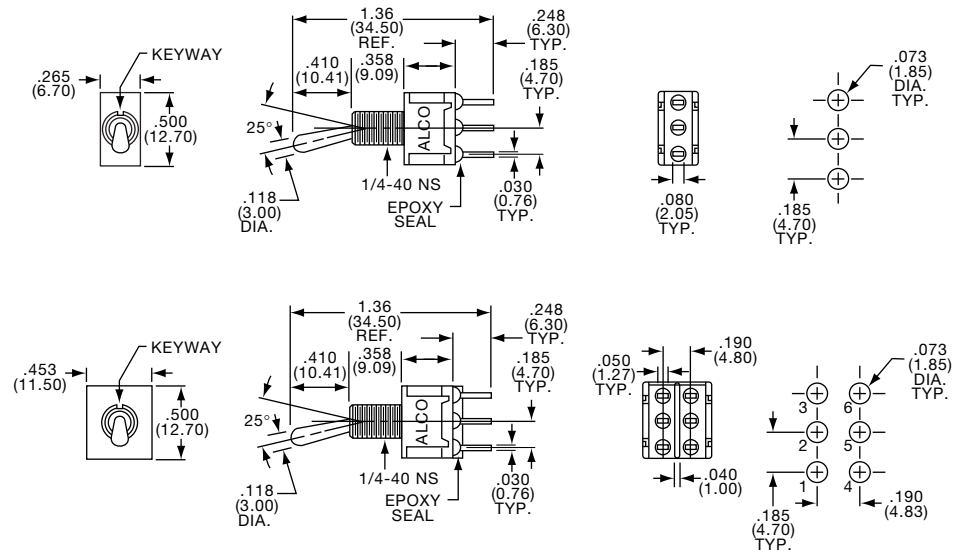 1.36
(34.50)
REF.
.248
(6.30)
TYP.
KEYWAY
.265
(6.70)
.410
(10.41)
.358
(9.09)
.185
(4.70)
TYP.
.073
(1.85)
DIA.
TYP.
.500
(12.70)
25°
ALCO
.118
(3.00)
DIA.
1/4-40 NS
EPOXY
SEAL
.030
(0.76)
TYP.
.080
(2.05)
TYP.
.185
(4.70)
TYP.
1.36
(34.50)
REF.
.248
(6.30)
TYP.
KEYWAY
.453
(11.50)
.410
(10.41)
.358
(9.09)
.185
(4.70)
TYP.
.050
(1.27)
TYP.
.190
(4.80)
.073
(1.85)
DIA.
TYP.
.500
(12.70)
25°
ALCO
3
6
2
5
1
4
.118
(3.00)
DIA.
1/4-40 NS
EPOXY
SEAL
.030
(0.76)
TYP.
.040
(1.00)
.185
(4.70)
TYP.
.190
(4.83)